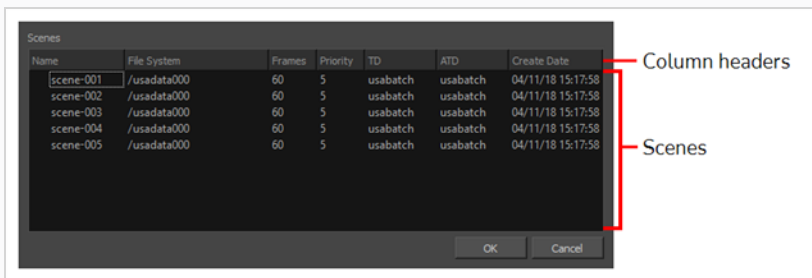 Scenes
Name File System Frames Priority TD ATD Create Date
scene-001 /usadata000 60 5 usabatch usabatch 04/11/18 15:17:58
scene-002 /usadata000 60 5 usabatch usabatch 04/11/18 15:17:58
scene-003 /usadata000 60 5 usabatch usabatch 04/11/18 15:17:58
scene-004 /usadata000 60 5 usabatch usabatch 04/11/18 15:17:58
scene-005 /usadata000 60 5 usabatch usabatch 04/11/18 15:17:58
OK Cancel
Column headers
Scenes